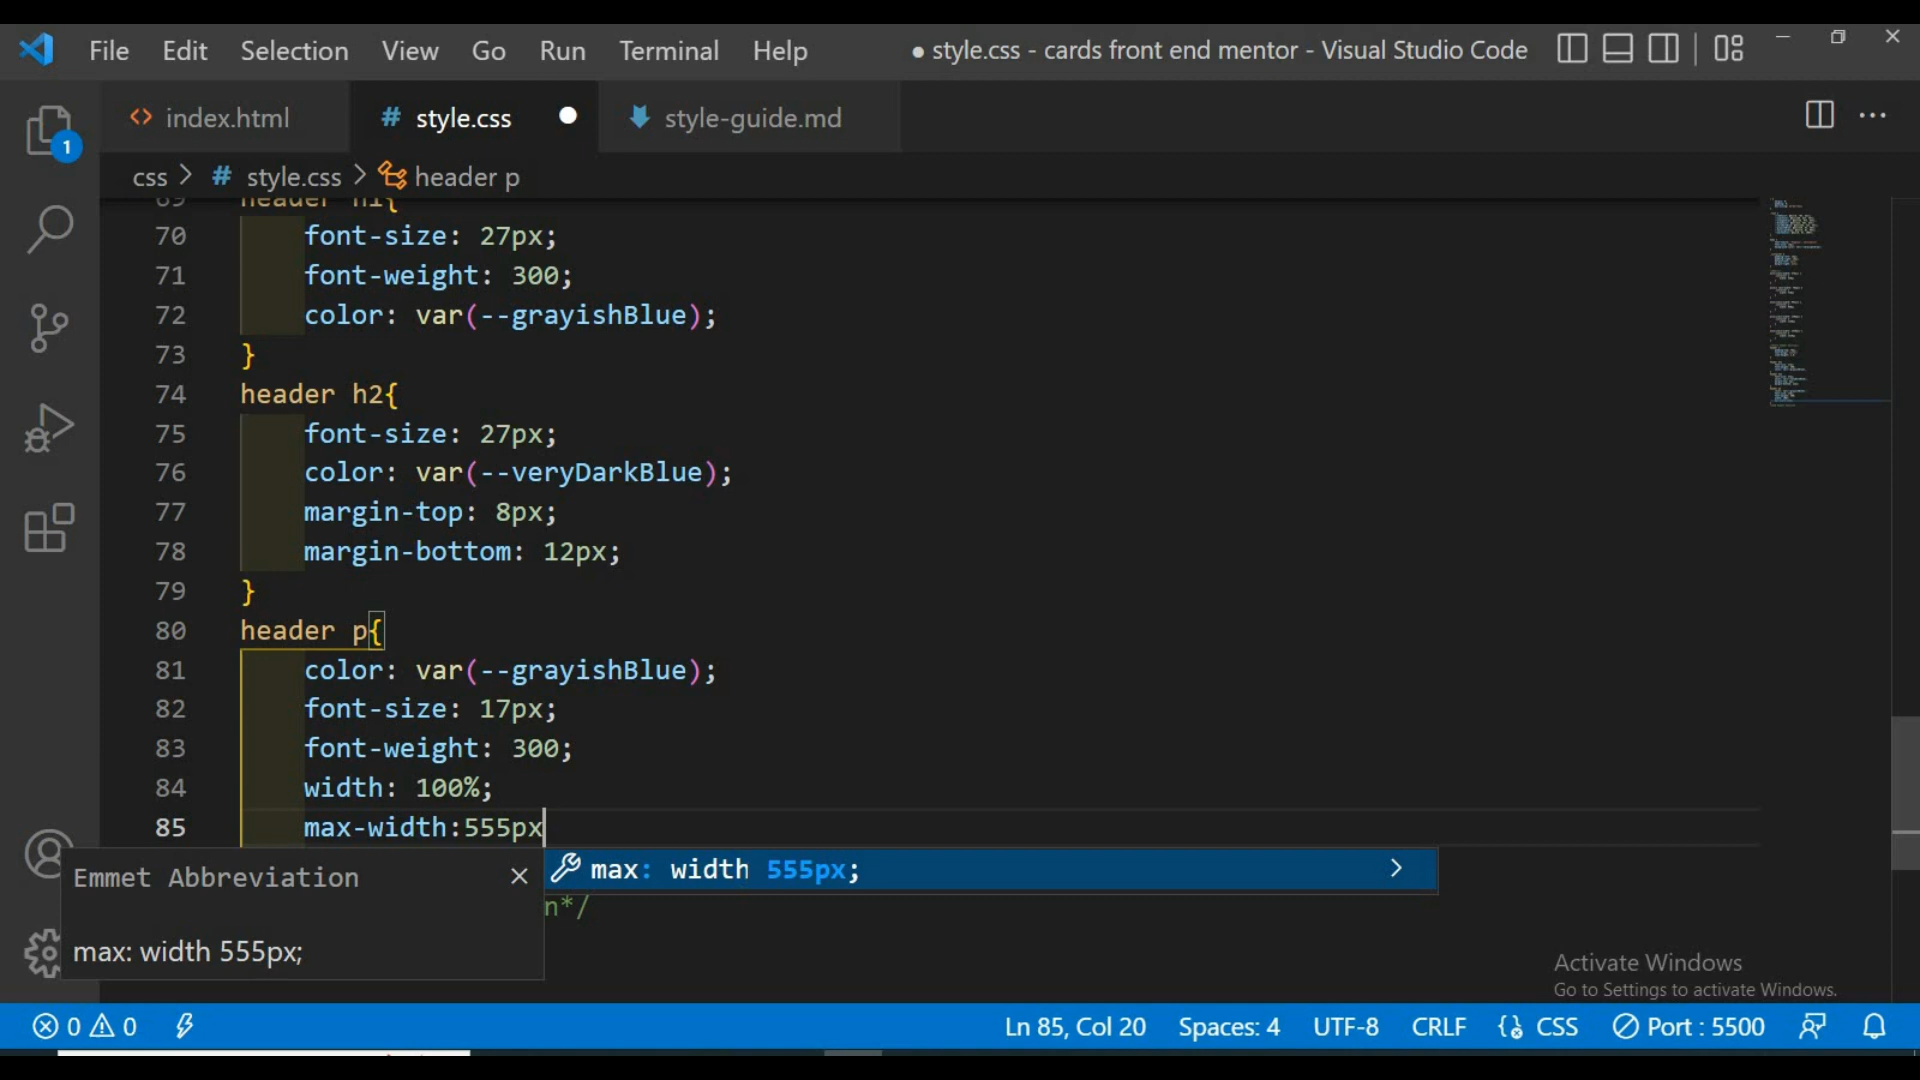 File Edit Selection View Go Run Terminal Help ● style.css - cards front end mentor - Visual Studio Code
<> index.html # style.css ● style-guide.md ...
1
css > # style.css > header p
69 header h1{
70 font-size: 27px;
71 font-weight: 300;
72 color: var(--grayishBlue);
73 }
74 header h2{
75 font-size: 27px;
76 color: var(--veryDarkBlue);
77 margin-top: 8px;
78 margin-bottom: 12px;
79 }
80 header p{
81 color: var(--grayishBlue);
82 font-size: 17px;
83 font-weight: 300;
84 width: 100%;
85 max-width:555px
max: width 555px; >
Emmet Abbreviation ×
n*/
max: width 555px;
Activate Windows
Go to Settings to activate Windows.
0 0 Ln 85, Col 20 Spaces: 4 UTF-8 CRLF CSS Port : 5500